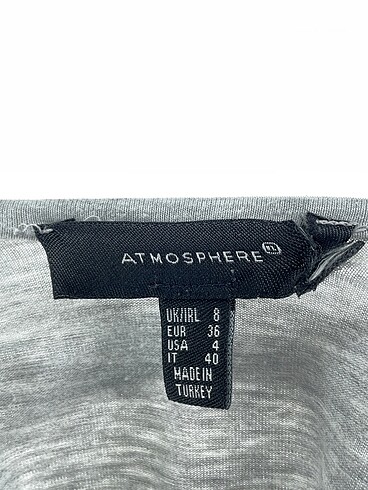 ATMOSPHERE
UK/IRL 8
EUR 36
USA 4
IT 40
MADE IN
TURKEY